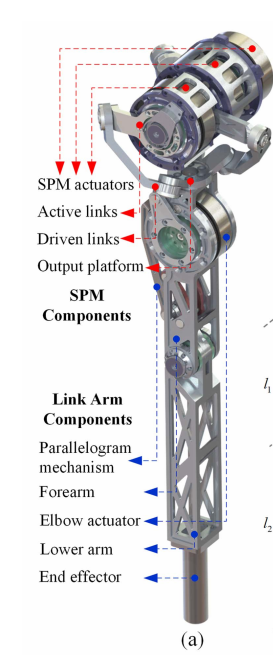 SPM actuators
Active links
Driven links
Output platform
SPM
Components
l1
Link Arm
Components
Parallelogram
mechanism
Forearm
Elbow actuator
l2
Lower arm
End effector
(a)